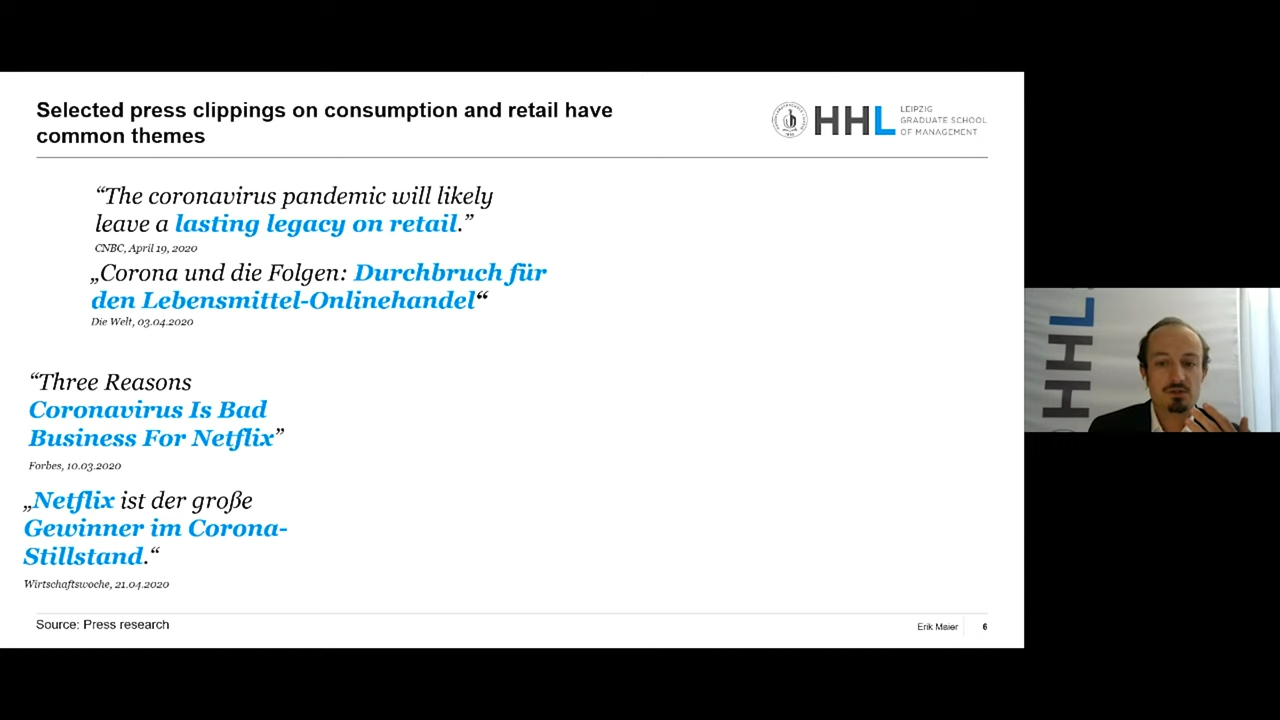 Selected press clippings on consumption and retail have
common themes
HHL
LEIPZIG
GRADUATE SCHOOL
OF MANAGEMENT
“The coronavirus pandemic will likely
leave a lasting legacy on retail.”
CNBC, April 19, 2020
„Corona und die Folgen: Durchbruch für
den Lebensmittel-Onlinehandel“
Die Welt, 03.04.2020
“Three Reasons
Coronavirus Is Bad
Business For Netflix”
Forbes, 10.03.2020
„Netflix ist der große
Gewinner im Corona-
Stillstand.“
Wirtschaftswoche, 21.04.2020
Source: Press research
Erik Maier
6
HHL